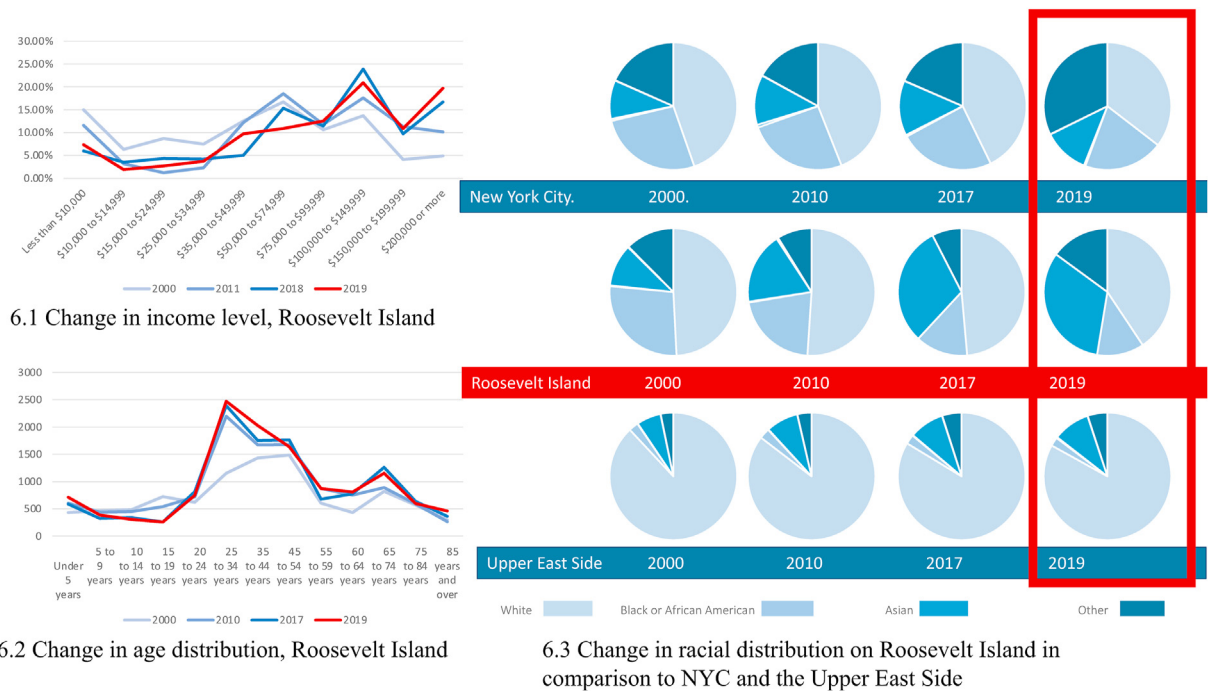 30.00%
25.00%
20.00%
15.00%
10.00%
5.00%
0.00%
Less than $10,000
$10,000 to $14,999
$15,000 to $24,999
$25,000 to $34,999
$35,000 to $49,999
$50,000 to $74,999
$75,000 to $99,999
$100,000 to $149,999
$150,000 to $199,999
$200,000 or more
2000 2011 2018 2019
6.1 Change in income level, Roosevelt Island
3000
2500
2000
1500
1000
500
0
Under 5 years
5 to 9 years
10 to 14 years
15 to 19 years
20 to 24 years
25 to 34 years
35 to 44 years
45 to 54 years
55 to 59 years
60 to 64 years
65 to 74 years
75 to 84 years
85 years and over
2000 2010 2017 2019
6.2 Change in age distribution, Roosevelt Island
New York City. 2000. 2010 2017 2019
Roosevelt Island 2000 2010 2017 2019
Upper East Side 2000 2010 2017 2019
White Black or African American Asian Other
6.3 Change in racial distribution on Roosevelt Island in
comparison to NYC and the Upper East Side